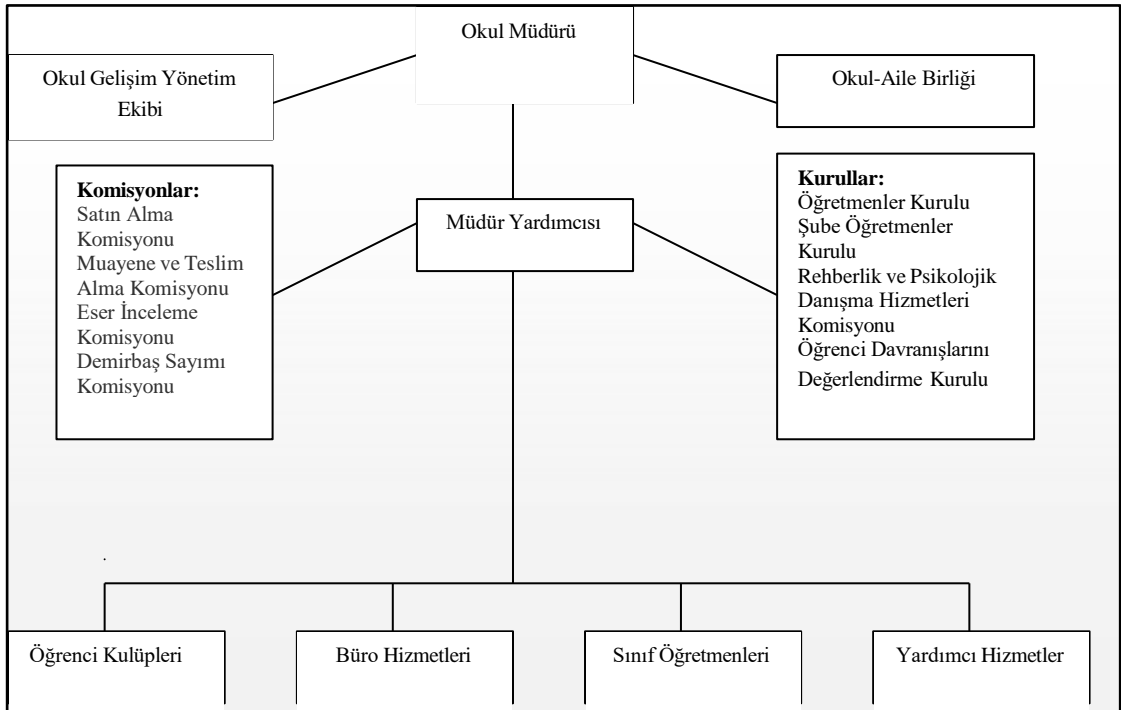 Okul Müdürü
Okul Gelişim Yönetim
Ekibi
Okul-Aile Birliği
Komisyonlar:
Satın Alma
Komisyonu
Muayene ve Teslim
Alma Komisyonu
Eser İnceleme
Komisyonu
Demirbaş Sayımı
Komisyonu
Müdür Yardımcısı
Kurullar:
Öğretmenler Kurulu
Şube Öğretmenler
Kurulu
Rehberlik ve Psikolojik
Danışma Hizmetleri
Komisyonu
Öğrenci Davranışlarını
Değerlendirme Kurulu
.
Öğrenci Kulüpleri
Büro Hizmetleri
Sınıf Öğretmenleri
Yardımcı Hizmetler